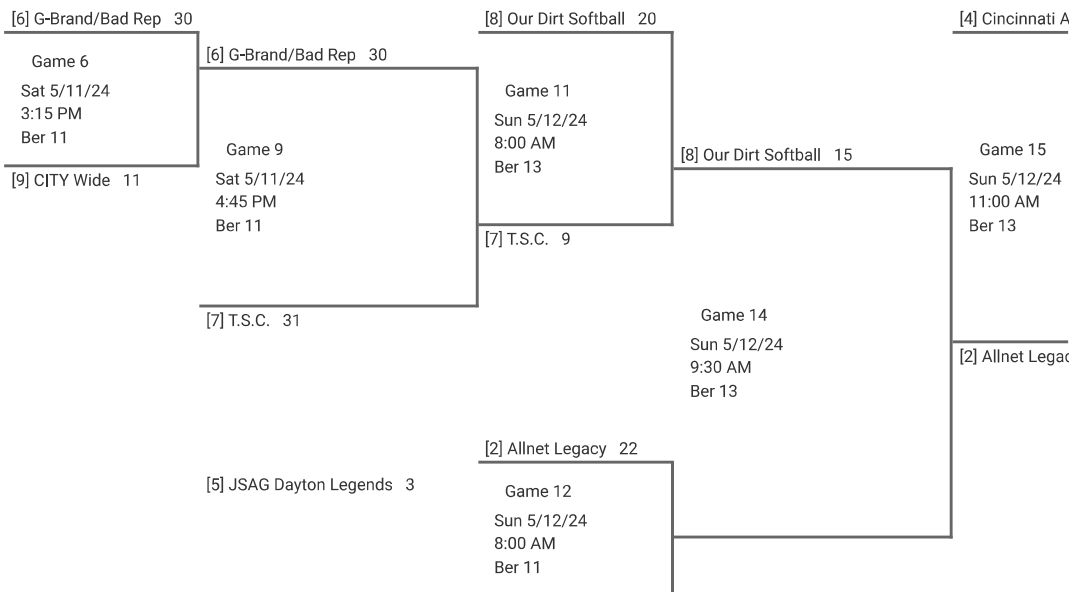 [6] G-Brand/Bad Rep 30
Game 6
Sat 5/11/24
3:15 PM
Ber 11
[9] CITY Wide 11
[6] G-Brand/Bad Rep 30
Game 9
Sat 5/11/24
4:45 PM
Ber 11
[7] T.S.C. 31
[5] JSAG Dayton Legends 3
[8] Our Dirt Softball 20
Game 11
Sun 5/12/24
8:00 AM
Ber 13
[7] T.S.C. 9
[2] Allnet Legacy 22
Game 12
Sun 5/12/24
8:00 AM
Ber 11
[8] Our Dirt Softball 15
Game 14
Sun 5/12/24
9:30 AM
Ber 13
[4] Cincinnati A
Game 15
Sun 5/12/24
11:00 AM
Ber 13
[2] Allnet Legac